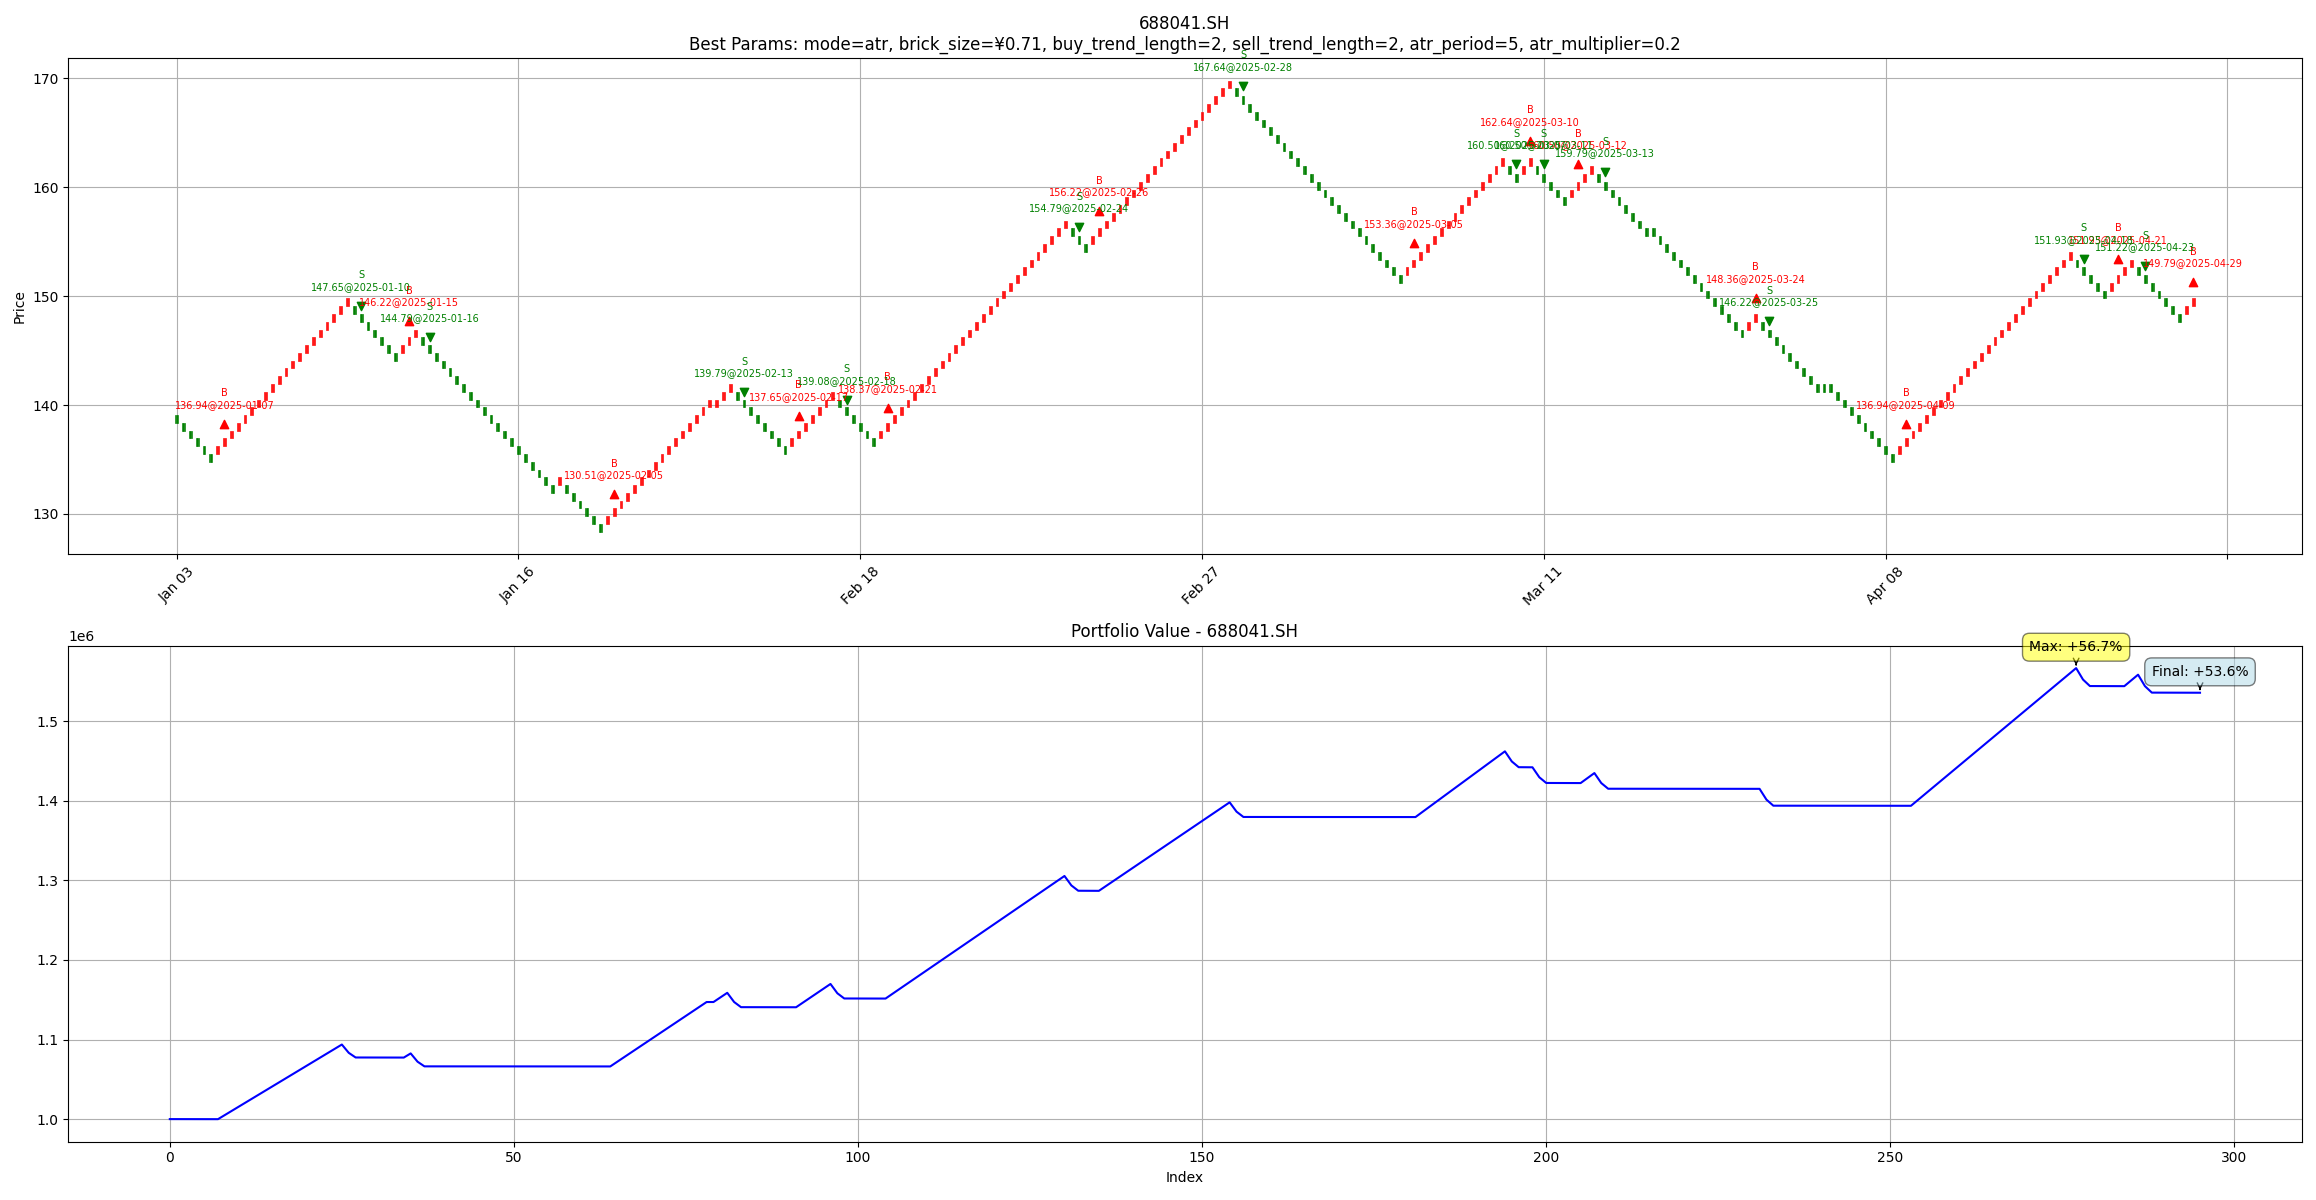 688041.SH
Best Params: mode=atr, brick_size=¥0.71, buy_trend_length=2, sell_trend_length=2, atr_period=5, atr_multiplier=0.2
Price
170
160
150
140
130
B
136.94@2025-01-07
S
147.65@2025-01-10
B
146.22@2025-01-15
S
144.79@2025-01-16
B
130.51@2025-02-05
S
139.79@2025-02-13
B
137.65@2025-02-17
S
139.08@2025-02-18
B
138.37@2025-02-21
S
154.79@2025-02-24
B
156.22@2025-02-26
S
167.64@2025-02-28
B
153.36@2025-03-05
S
B
162.64@2025-03-10
S
B
S
159.79@2025-03-13
B
148.36@2025-03-24
S
146.22@2025-03-25
B
136.94@2025-04-09
S
B
S
151.22@2025-04-23
B
149.79@2025-04-29
Jan 03
Jan 16
Feb 18
Feb 27
Mar 11
Apr 08
Portfolio Value - 688041.SH
1e6
1.5
1.4
1.3
1.2
1.1
1.0
Max: +56.7%
Final: +53.6%
0
50
100
150
200
250
300
Index